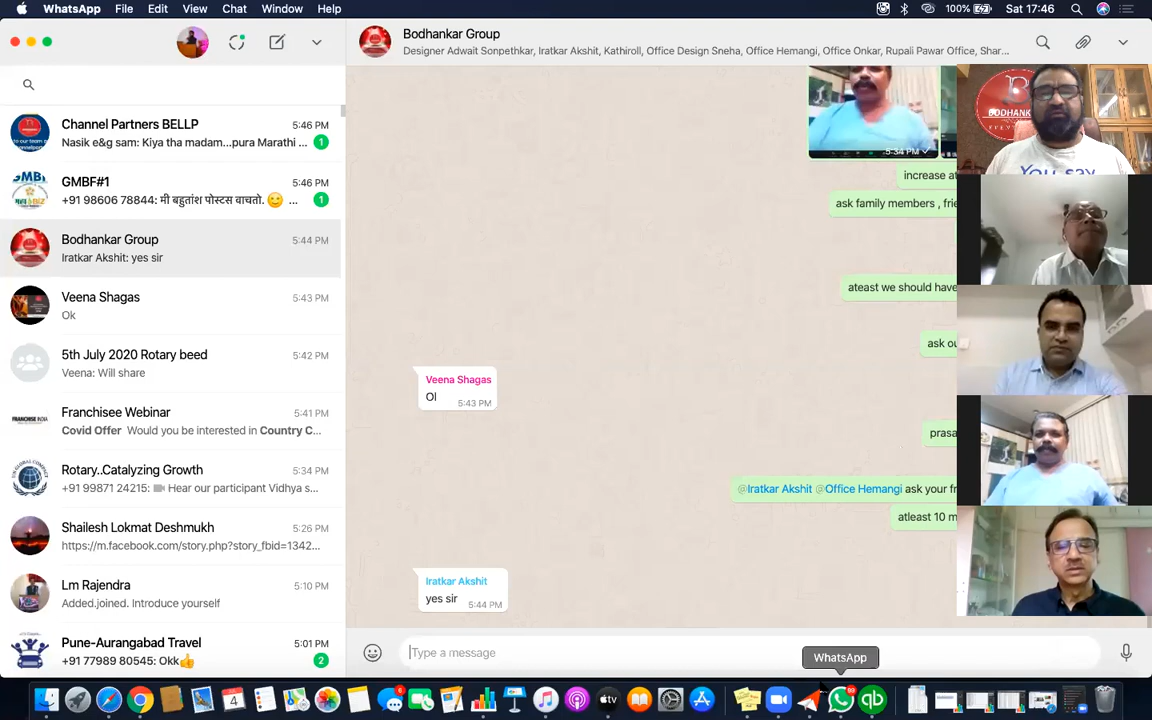 WhatsApp File Edit View Chat Window Help 100% Sat 17:46
Bodhankar Group
Designer Adwait Sonpethkar, Iratkar Akshit, Kathiroll, Office Design Sneha, Office Hemangi, Office Onkar, Rupali Pawar Office, Shar...
Channel Partners BELLP 5:46 PM
Nasik e&g sam: Kiya tha madam...pura Marathi ... 1
GMBF#1 5:46 PM
+91 98606 78844: मी बहुतांश पोस्टस वाचतो. 😊 ... 1
Bodhankar Group 5:44 PM
Iratkar Akshit: yes sir
Veena Shagas 5:43 PM
Ok
5th July 2020 Rotary beed 5:42 PM
Veena: Will share
Franchisee Webinar 5:41 PM
Covid Offer Would you be interested in Country C...
Rotary..Catalyzing Growth 5:34 PM
+91 99871 24215: Hear our participant Vidhya s...
Shailesh Lokmat Deshmukh 5:26 PM
https://m.facebook.com/story.php?story_fbid=1342...
Lm Rajendra 5:10 PM
Added.joined. Introduce yourself
Pune-Aurangabad Travel 5:01 PM
+91 77989 80545: Okk👍 2
5:34 PM
increase at
ask family members , frie
ateast we should have
ask ou
Veena Shagas
Ol 5:43 PM
prasa
@Iratkar Akshit @Office Hemangi ask your fr
atleast 10 m
Iratkar Akshit
yes sir 5:44 PM
Type a message
WhatsApp
BODHANK
You say